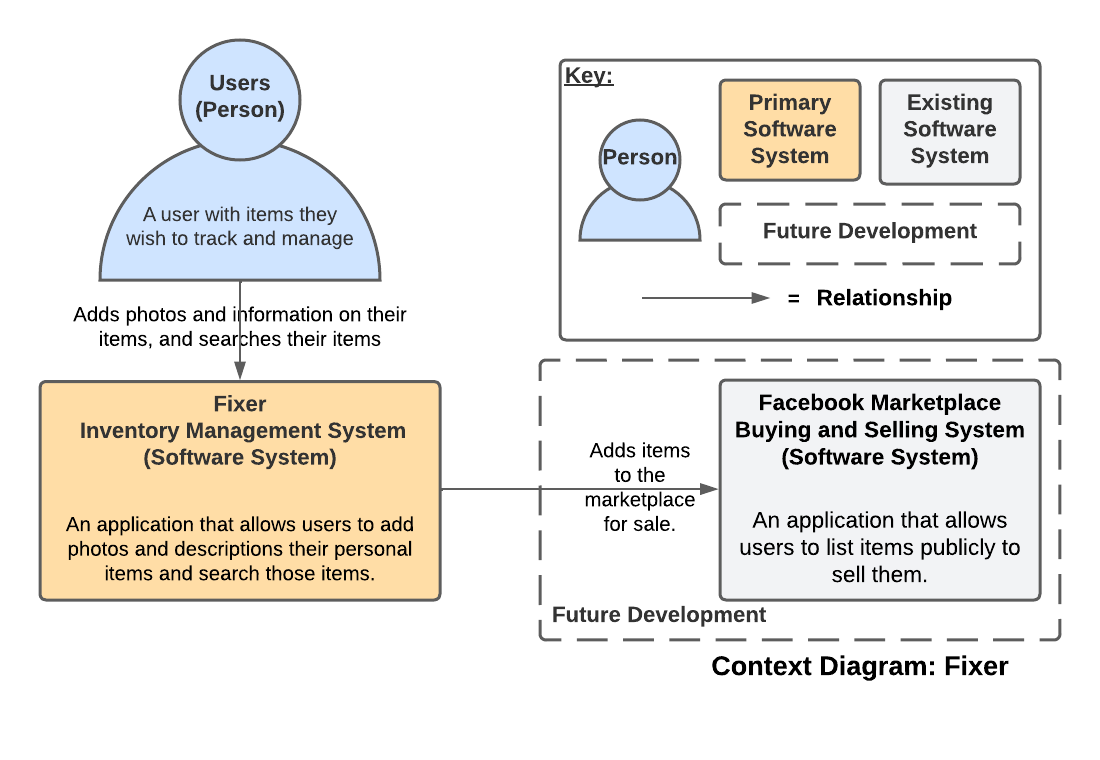 Users
(Person)
A user with items they
wish to track and manage
Adds photos and information on their
items, and searches their items
Fixer
Inventory Management System
(Software System)
An application that allows users to add
photos and descriptions their personal
items and search those items.
Key:
Person
Primary
Software
System
Existing
Software
System
Future Development
= Relationship
Adds items
to the
marketplace
for sale.
Facebook Marketplace
Buying and Selling System
(Software System)
An application that allows
users to list items publicly to
sell them.
Future Development
Context Diagram: Fixer